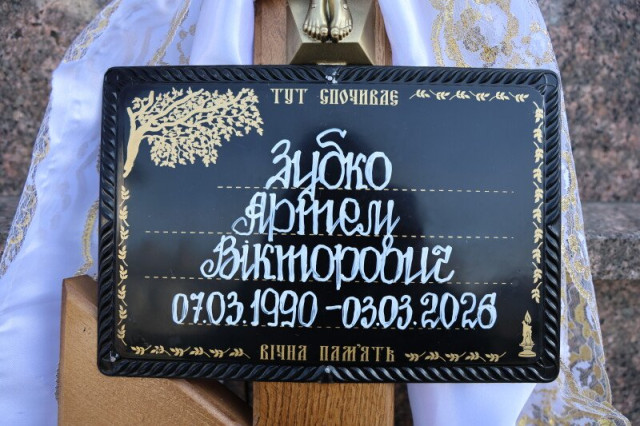 ТУТ СПОЧИВАЄ
Зубко
Артем
Вікторович
07.03.1990 - 03.03.2026
ВІЧНА ПАМ'ЯТЬ